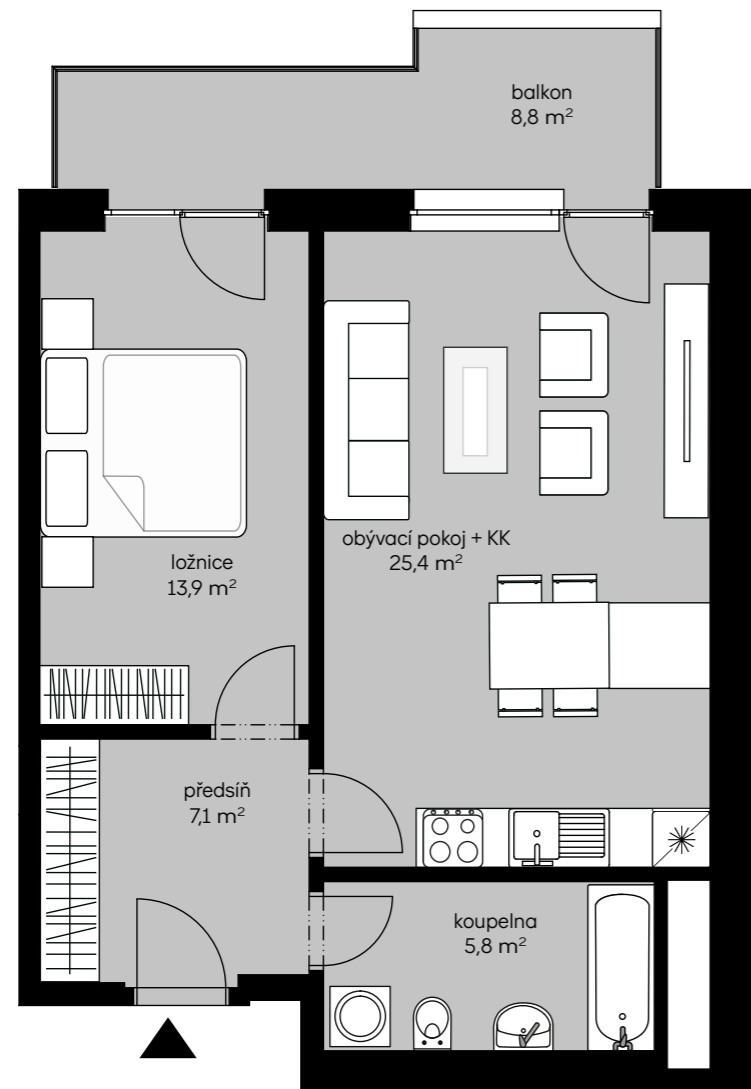 balkon
8,8 m²
obývací pokoj + KK
25,4 m²
ložnice
13,9 m²
předsíň
7,1 m²
koupelna
5,8 m²